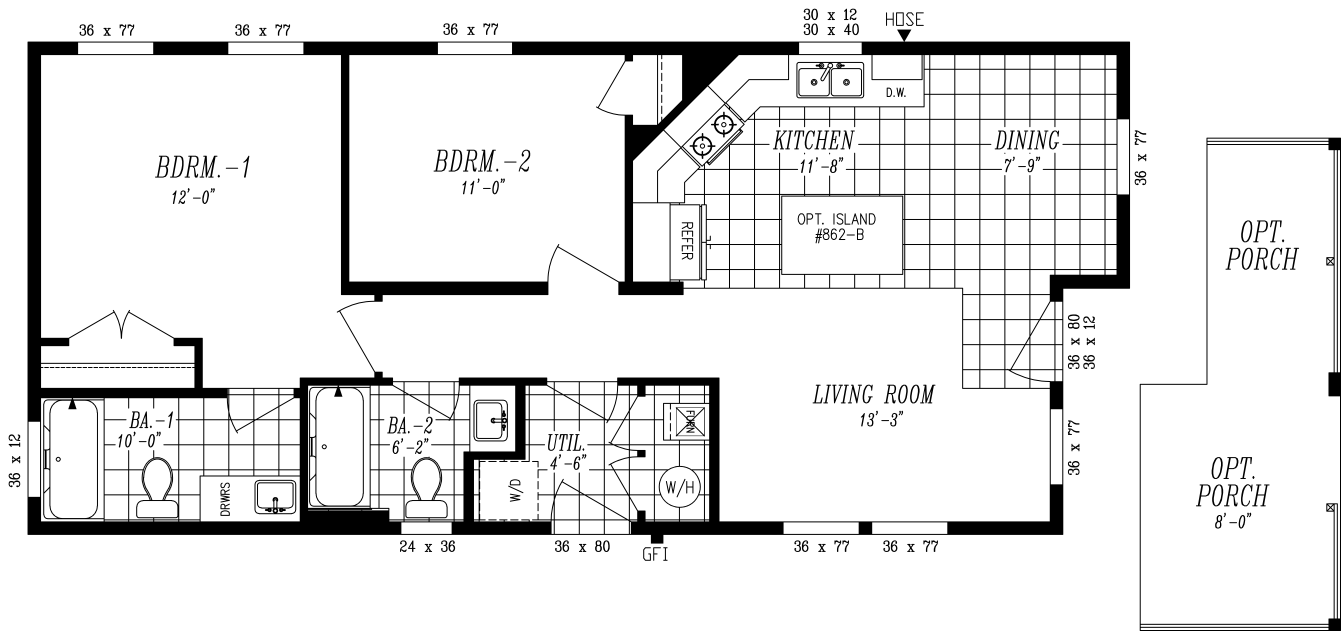 36 x 77
36 x 77
36 x 77
30 x 12
30 x 40
HOSE
BDRM.-1
12'-0"
BDRM.-2
11'-0"
KITCHEN
11'-8"
DINING
7'-9"
D.W.
36 x 77
OPT. ISLAND
#862-B
REFER
OPT.
PORCH
36 x 80
36 x 12
LIVING ROOM
13'-3"
BA.-1
10'-0"
BA.-2
6'-2"
UTIL.
4'-6"
FURN
W/H
W/D
DRWRS
36 x 12
36 x 77
OPT.
PORCH
8'-0"
24 x 36
36 x 80
GFI
36 x 77
36 x 77